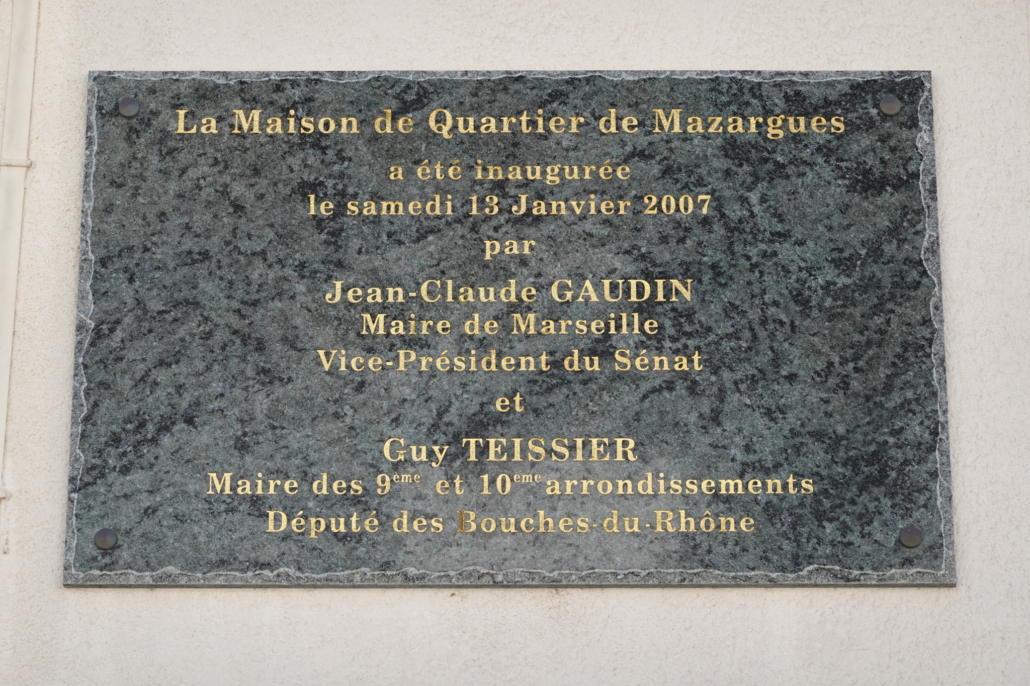 La Maison de Quartier de Mazargues
a été inaugurée
le samedi 13 Janvier 2007
par
Jean-Claude GAUDIN
Maire de Marseille
Vice-Président du Sénat
et
Guy TEISSIER
Maire des 9ème et 10eme arrondissements
Député des Bouches-du-Rhône